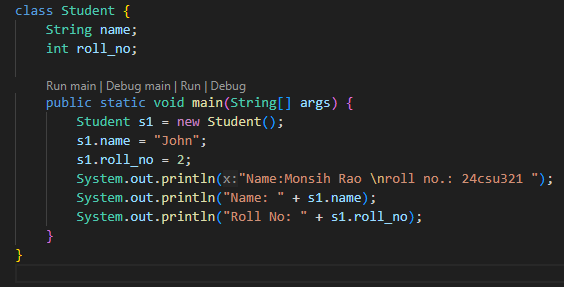 class Student {
    String name;
    int roll_no;

    Run main | Debug main | Run | Debug
    public static void main(String[] args) {
        Student s1 = new Student();
        s1.name = "John";
        s1.roll_no = 2;
        System.out.println(x:"Name:Monsih Rao \nroll no.: 24csu321 ");
        System.out.println("Name: " + s1.name);
        System.out.println("Roll No: " + s1.roll_no);
    }
}